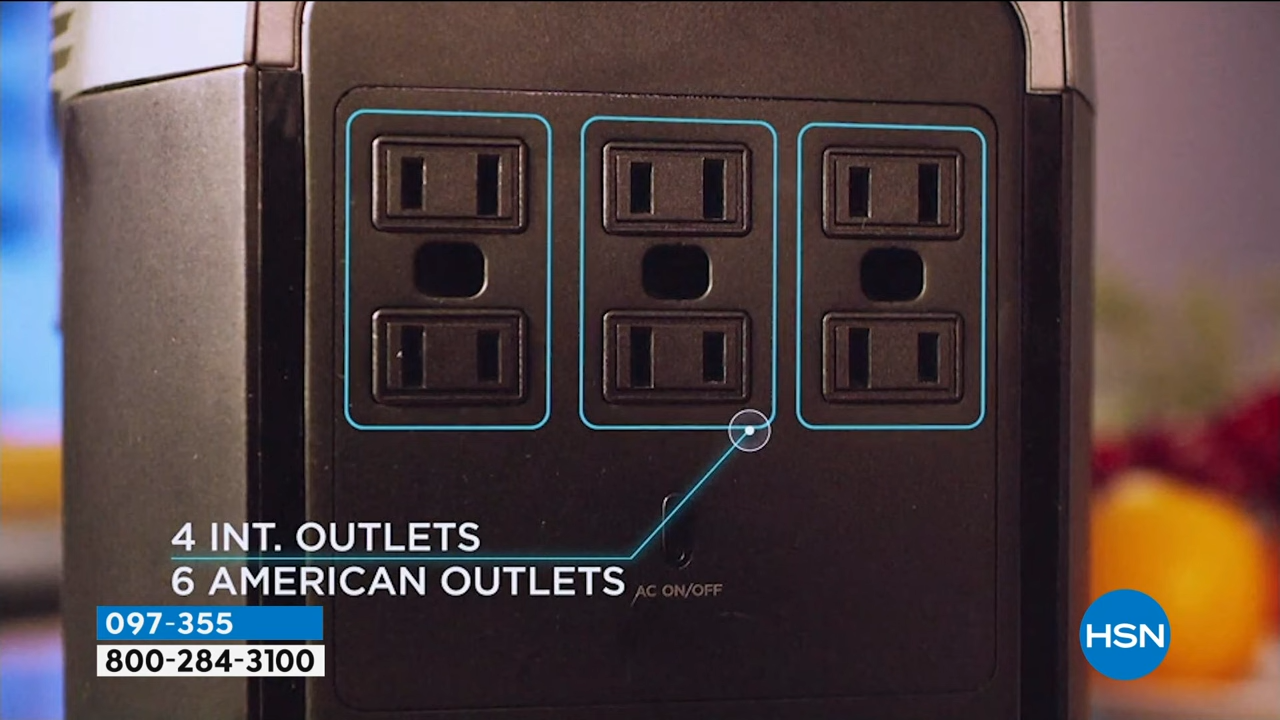 4 INT. OUTLETS
6 AMERICAN OUTLETS
AC ON/OFF
097-355
800-284-3100
HSN